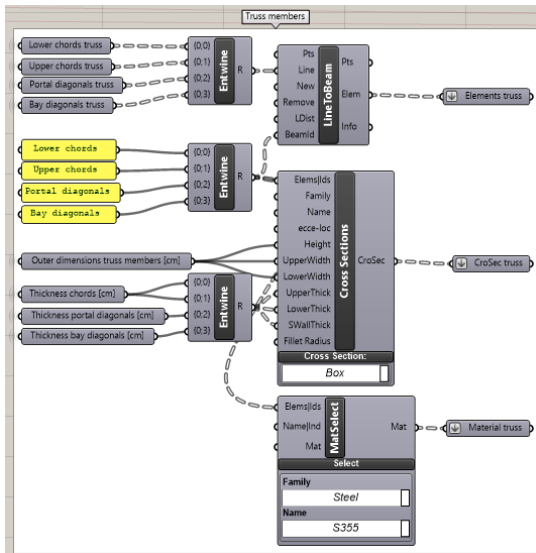 Truss members
Lower chords truss
Upper chords truss
Portal diagonals truss
Bay diagonals truss
{0;0}
{0;1}
{0;2}
{0;3}
Entwine
R
Pts
Line
New
Remove
LDist
BeamId
LineToBeam
Pts
Elem
Info
Elements truss
Lower chords
Upper chords
Portal diagonals
Bay diagonals
{0;0}
{0;1}
{0;2}
{0;3}
Entwine
R
Elems|Ids
Family
Name
ecce-loc
Height
UpperWidth
LowerWidth
UpperThick
LowerThick
SWallThick
Fillet Radius
Cross Sections
CroSec
CroSec truss
Cross Section:
Box
Outer dimensions truss members [cm]
Thickness chords [cm]
Thickness portal diagonals [cm]
Thickness bay diagonals [cm]
{0;0}
{0;1}
{0;2}
{0;3}
Entwine
R
Elems|Ids
Name|Ind
Mat
MatSelect
Mat
Material truss
Select
Family
Steel
Name
S355